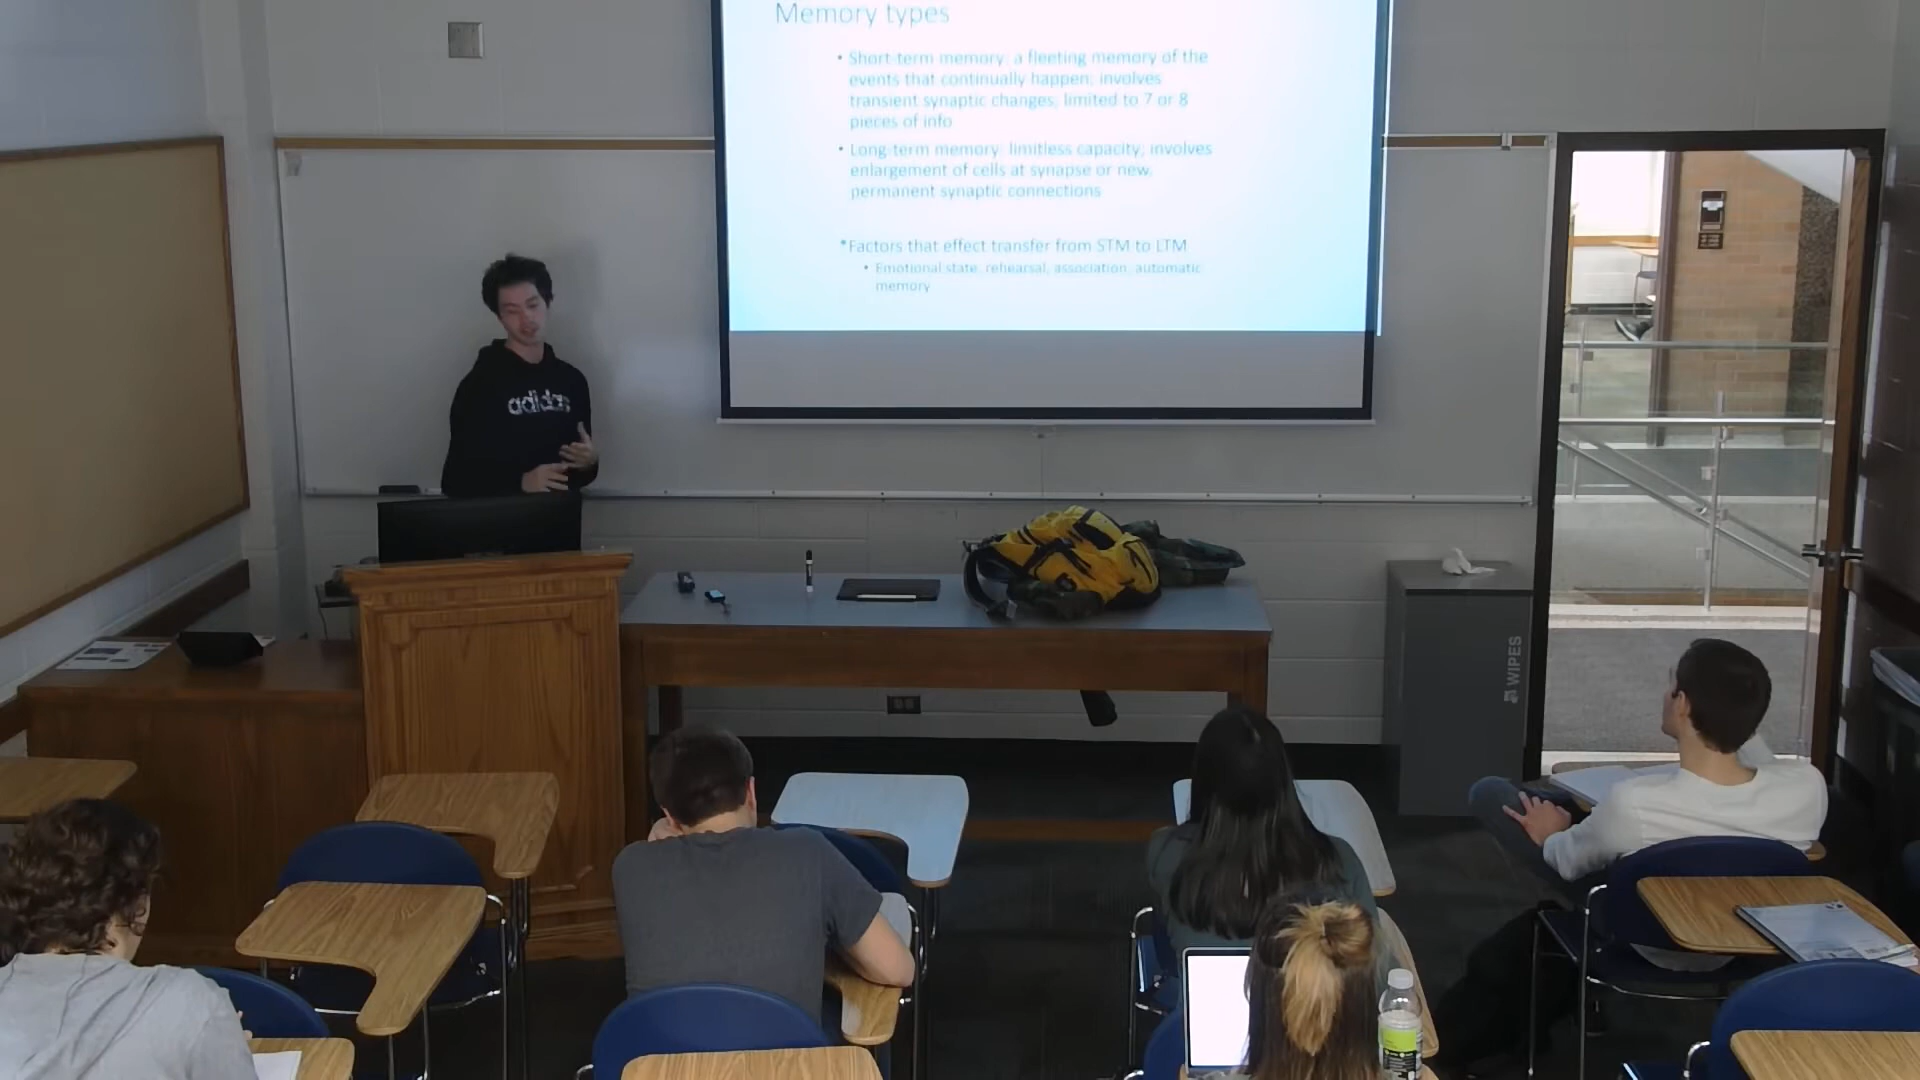 Memory types
• Short-term memory: a fleeting memory of the
events that continually happen; involves
transient synaptic changes, limited to 7 or 8
pieces of info
• Long-term memory: limitless capacity; involves
enlargement of cells at synapse or new,
permanent synaptic connections
*Factors that effect transfer from STM to LTM
• Emotional state, rehearsal, association, automatic
memory
adidas
WIPES